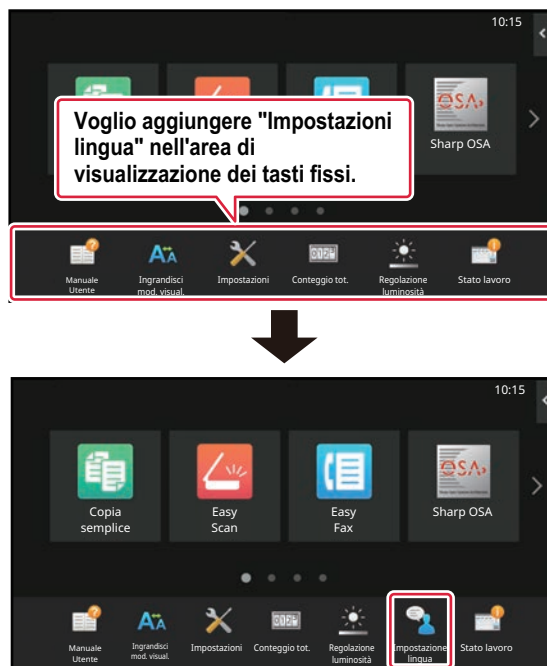 10:15
Voglio aggiungere "Impostazioni
lingua" nell'area di
visualizzazione dei tasti fissi.
OSA
Sharp OSA
Manuale
Utente
Ingrandisci
mod. visual.
Impostazioni
Conteggio tot.
Regolazione
luminosità
Stato lavoro
10:15
Copia
semplice
Easy
Scan
Easy
Fax
OSA
Sharp OSA
Manuale
Utente
Ingrandisci
mod. visual.
Impostazioni
Conteggio tot.
Regolazione
luminosità
Impostazione
lingua
Stato lavoro